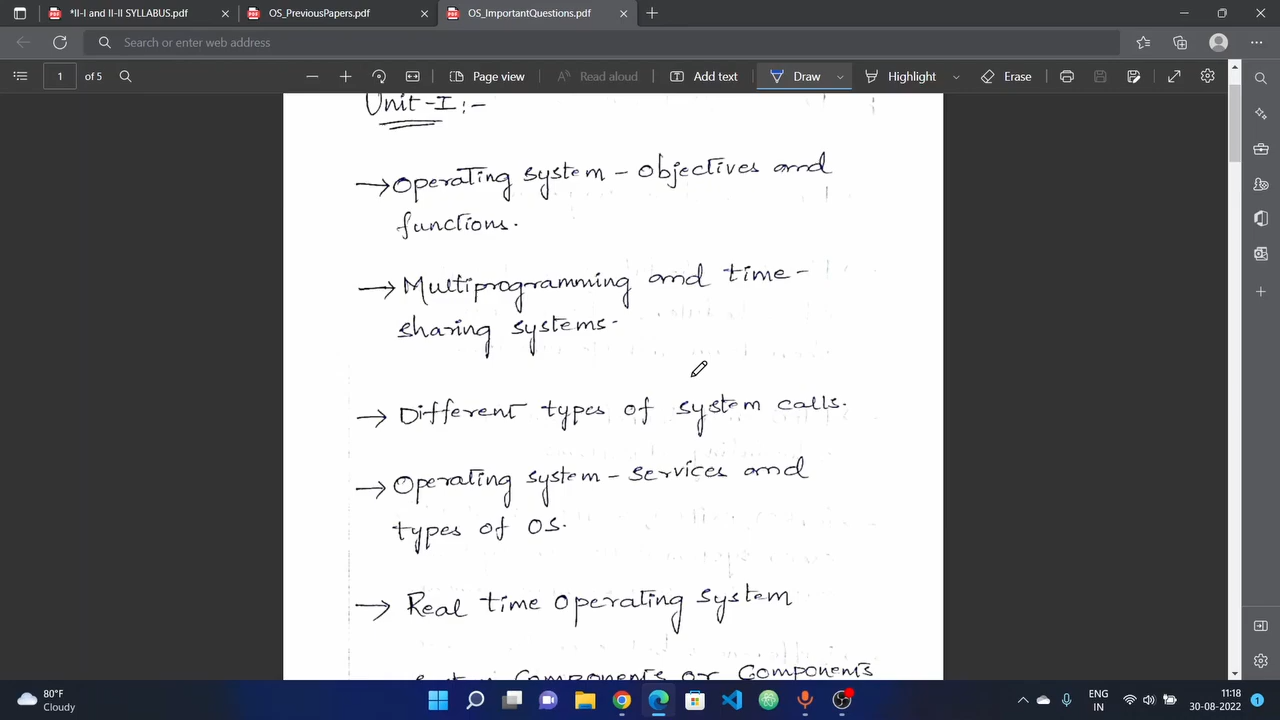 *II-I and II-II SYLLABUS.pdf
OS_PreviousPapers.pdf
OS_ImportantQuestions.pdf
Search or enter web address
1 of 5
Page view
Read aloud
Add text
Draw
Highlight
Erase
Unit-I:-
→Operating system - objectives and
functions.
→ Multiprogramming and time-
sharing systems.
→ Different types of system calls.
→ Operating system - services and
types of OS.
→ Real time operating system
Components or Components
80°F
Cloudy
ENG
IN
11:18
30-08-2022